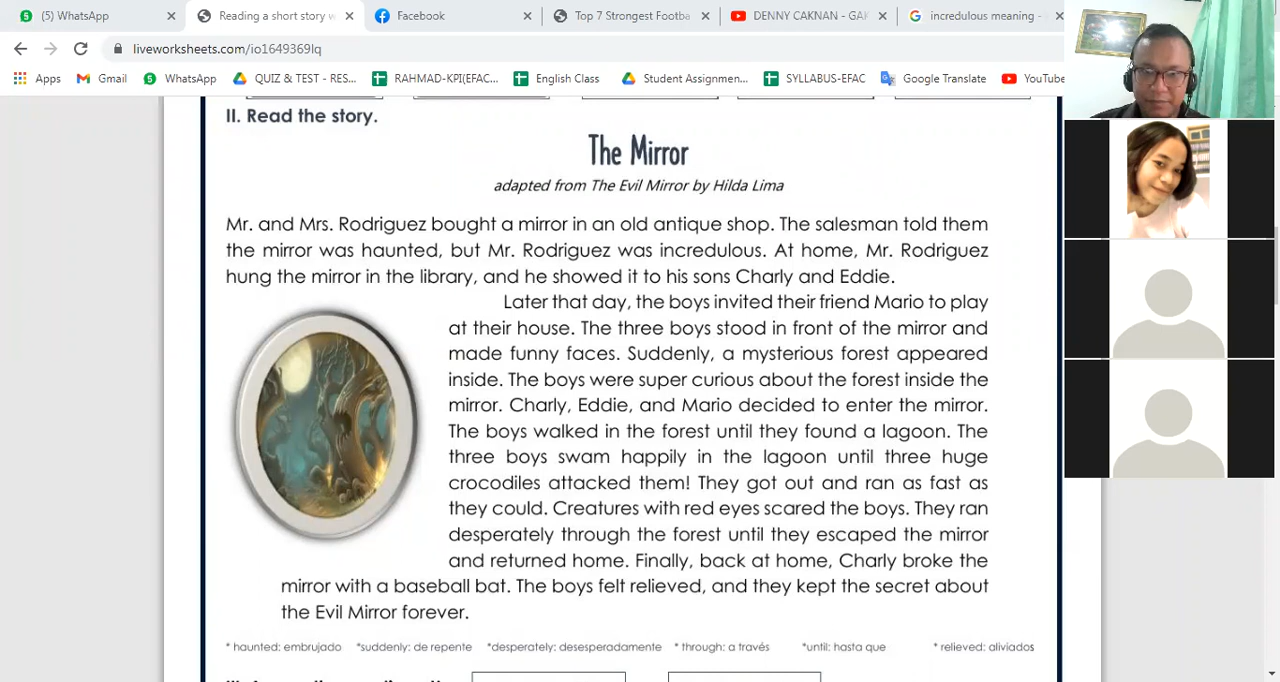 (5) WhatsApp
Reading a short story w
Facebook
Top 7 Strongest Footba
DENNY CAKNAN - GA
incredulous meaning -
liveworksheets.com/io1649369lq
Apps
Gmail
WhatsApp
QUIZ & TEST - RES...
RAHMAD-KPI(EFAC...
English Class
Student Assignmen...
SYLLABUS-EFAC
Google Translate
YouTube
II. Read the story.
The Mirror
adapted from The Evil Mirror by Hilda Lima
Mr. and Mrs. Rodriguez bought a mirror in an old antique shop. The salesman told them
the mirror was haunted, but Mr. Rodriguez was incredulous. At home, Mr. Rodriguez
hung the mirror in the library, and he showed it to his sons Charly and Eddie.
Later that day, the boys invited their friend Mario to play
at their house. The three boys stood in front of the mirror and
made funny faces. Suddenly, a mysterious forest appeared
inside. The boys were super curious about the forest inside the
mirror. Charly, Eddie, and Mario decided to enter the mirror.
The boys walked in the forest until they found a lagoon. The
three boys swam happily in the lagoon until three huge
crocodiles attacked them! They got out and ran as fast as
they could. Creatures with red eyes scared the boys. They ran
desperately through the forest until they escaped the mirror
and returned home. Finally, back at home, Charly broke the
mirror with a baseball bat. The boys felt relieved, and they kept the secret about
the Evil Mirror forever.
* haunted: embrujado *suddenly: de repente *desperately: desesperadamente * through: a través *until: hasta que * relieved: aliviados